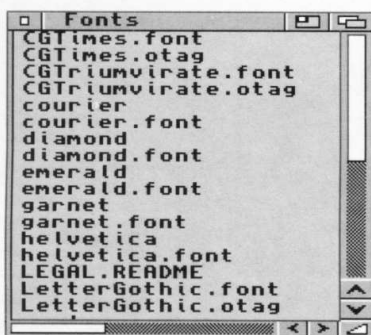 Fonts
CGTimes.font
CGTimes.otag
CGTriumvirate.font
CGTriumvirate.otag
courier
courier.font
diamond
diamond.font
emerald
emerald.font
garnet
garnet.font
helvetica
helvetica.font
LEGAL.README
LetterGothic.font
LetterGothic.otag